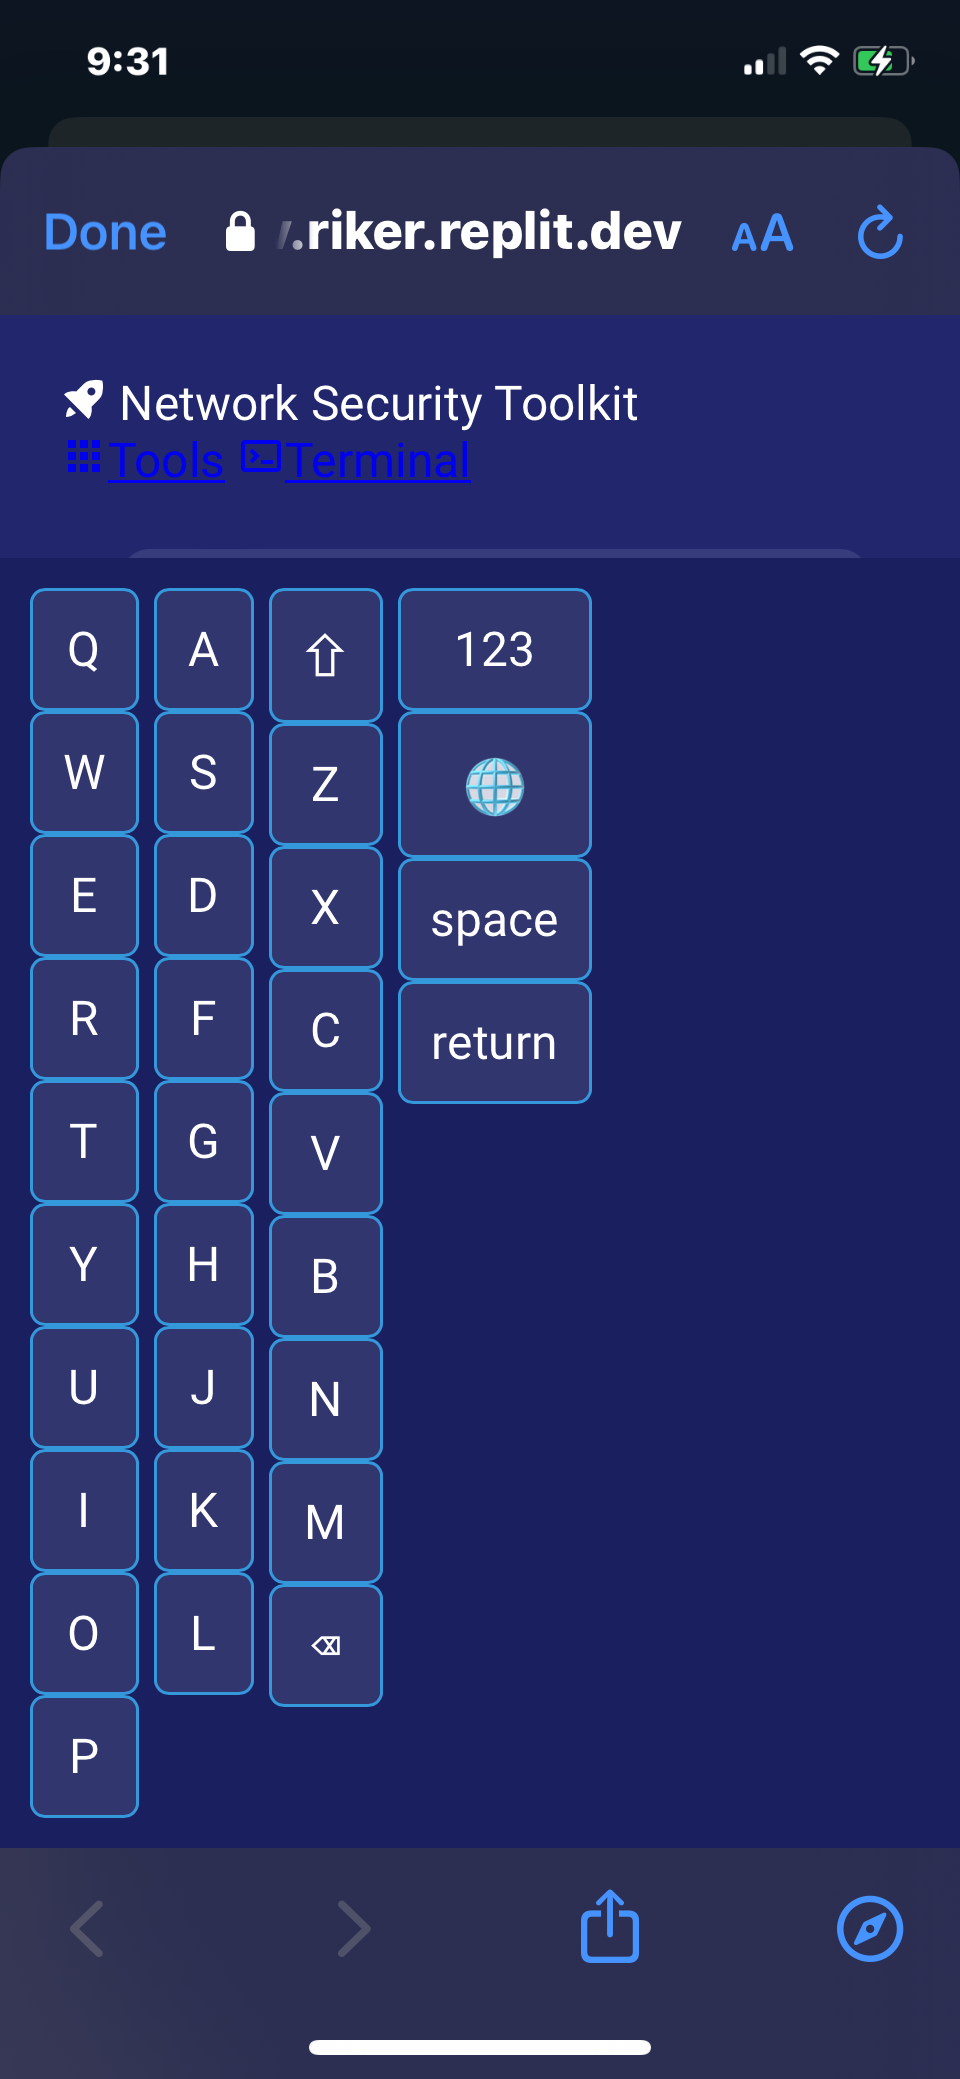 9:31
Done .riker.replit.dev AA
Network Security Toolkit
Tools Terminal
Q A ⇧ 123
W S Z 🌐
E D X space
R F C return
T G V
Y H B
U J N
I K M
O L ⌫
P